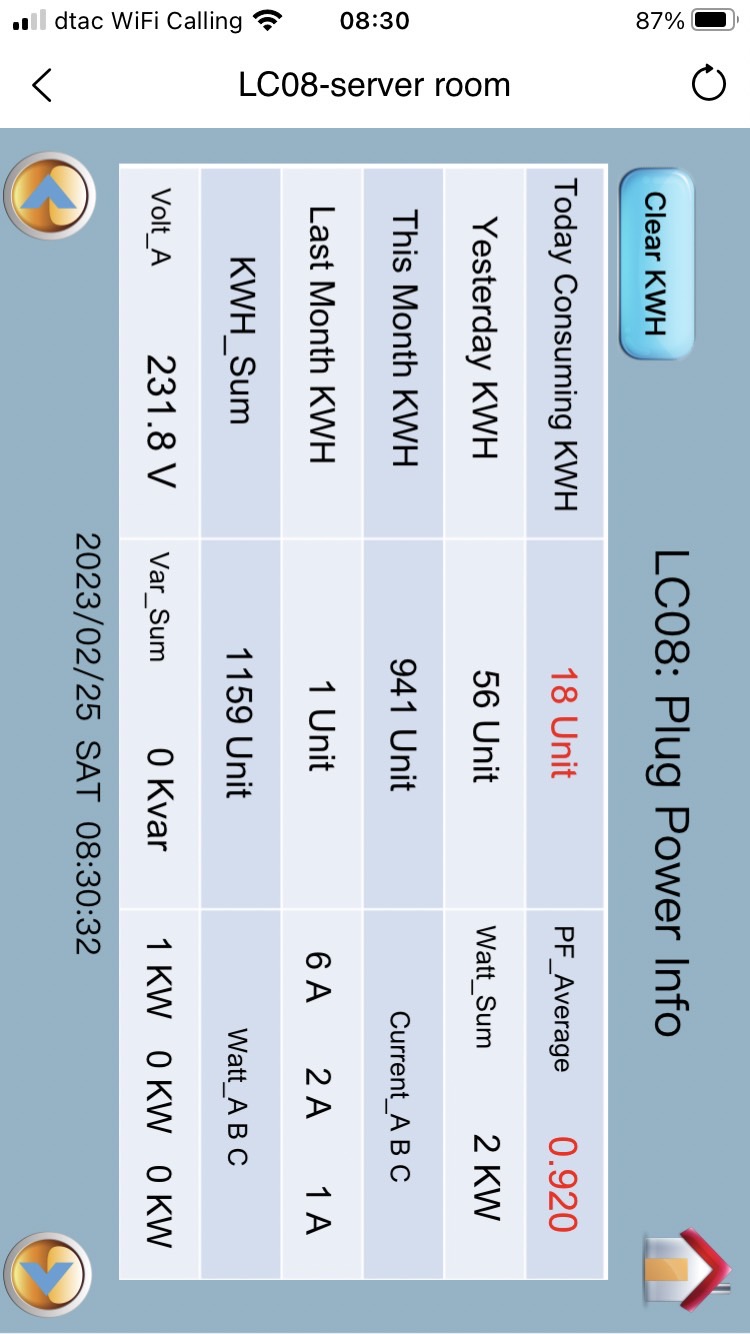 dtac WiFi Calling 08:30 87%
LC08-server room
Clear KWH
LC08: Plug Power Info
Today Consuming KWH 18 Unit PF_Average 0.920
Yesterday KWH 56 Unit Watt_Sum 2 KW
This Month KWH 941 Unit Current_A B C
Last Month KWH 1 Unit 6 A 2 A 1 A
KWH_Sum 1159 Unit Watt_A B C
Volt_A 231.8 V Var_Sum 0 Kvar 1 KW 0 KW 0 KW
2023/02/25 SAT 08:30:32